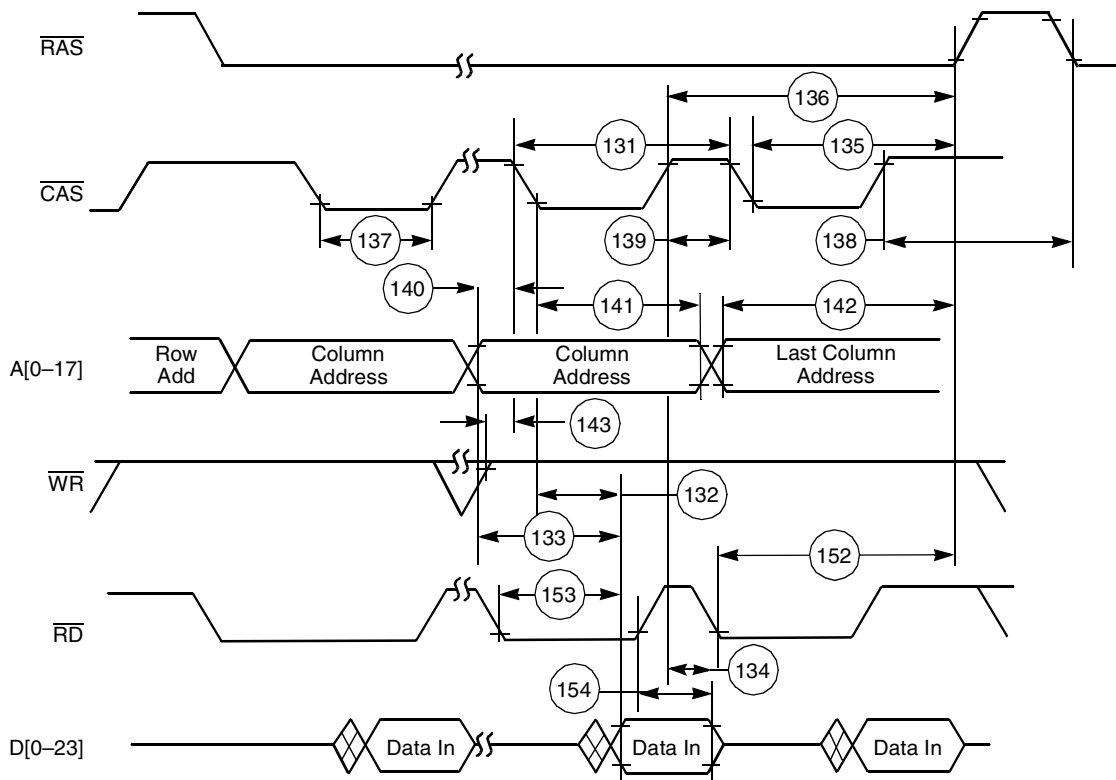 RAS
136
131
135
CAS
137
139
138
140
141
142
A[0–17]
Row
Add
Column
Address
Column
Address
Last Column
Address
143
WR
132
133
152
153
RD
134
154
D[0–23]
Data In
Data In
Data In